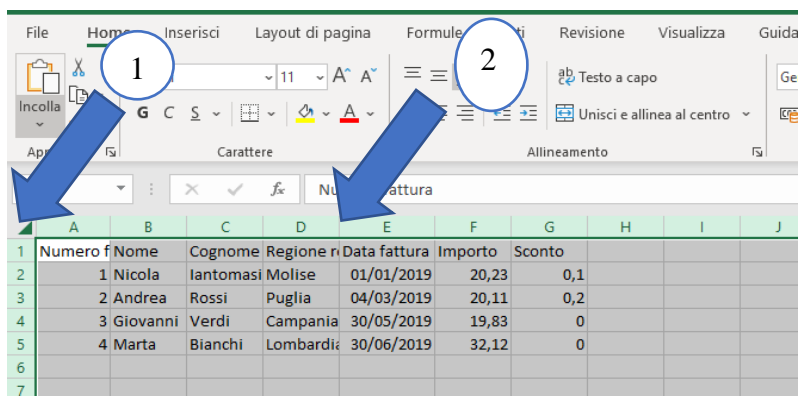 File Inserisci Layout di pagina Formule Revisione Visualizza Guida
1
2
11 A A
ab Testo a capo
Ge
Incolla
G C S A
Unisci e allinea al centro
Carattere
Allineamento
fx
A B C D E F G H I J
1 Numero f Nome Cognome Regione r Data fattura Importo Sconto
2 1 Nicola Iantomasi Molise 01/01/2019 20,23 0,1
3 2 Andrea Rossi Puglia 04/03/2019 20,11 0,2
4 3 Giovanni Verdi Campania 30/05/2019 19,83 0
5 4 Marta Bianchi Lombardia 30/06/2019 32,12 0
6
7